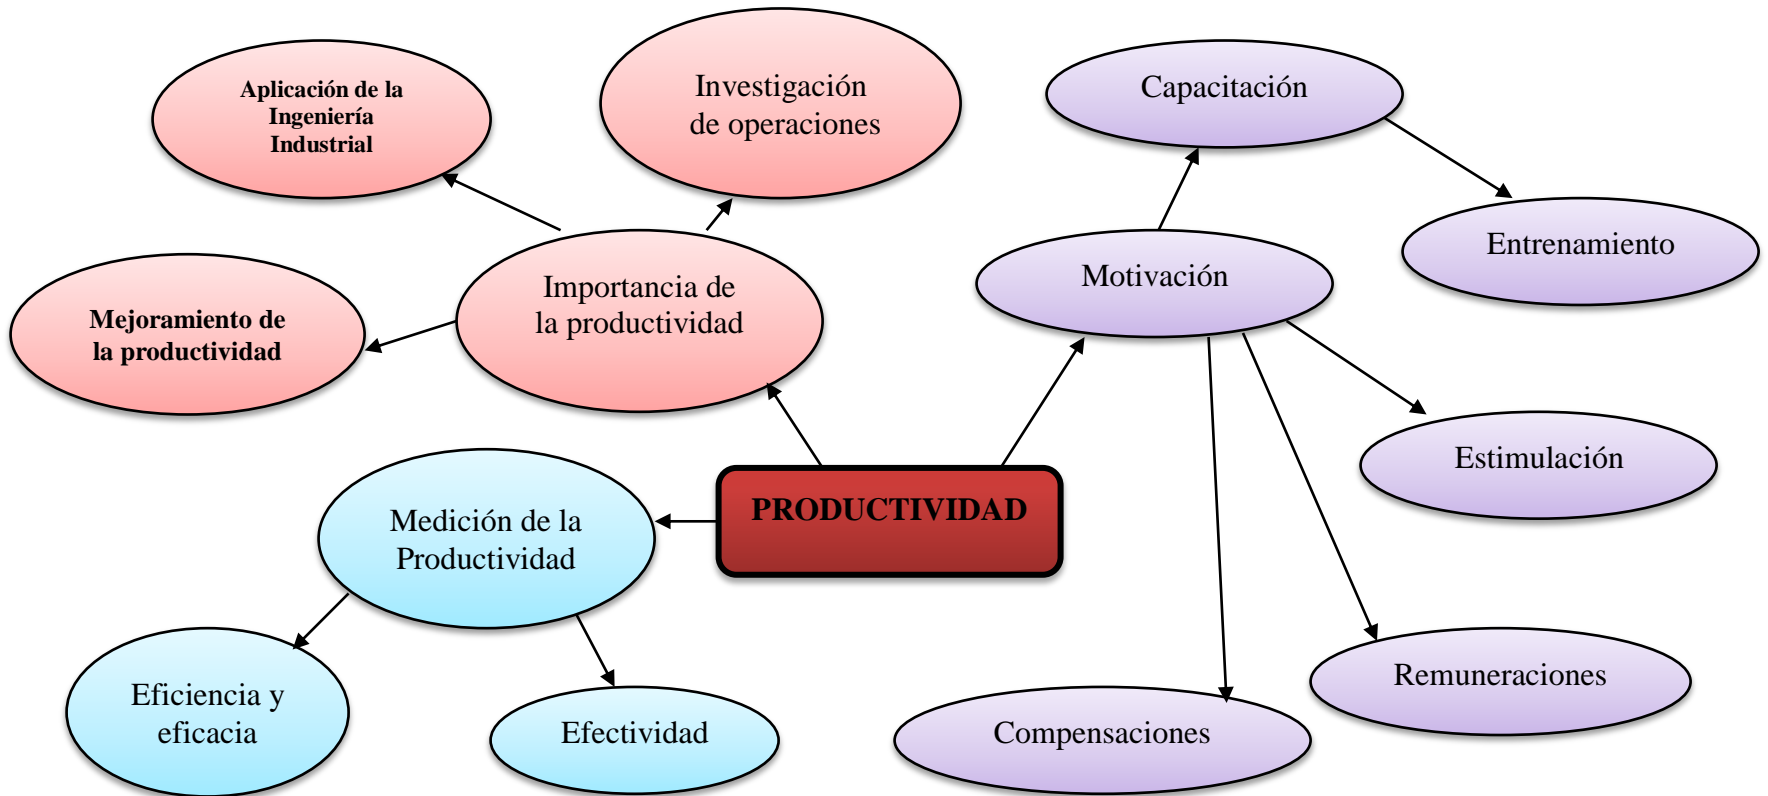 Aplicación de la
Ingeniería
Industrial
Investigación
de operaciones
Capacitación
Entrenamiento
Motivación
Importancia de
la productividad
Mejoramiento de
la productividad
Estimulación
PRODUCTIVIDAD
Medición de la
Productividad
Remuneraciones
Eficiencia y
eficacia
Efectividad
Compensaciones